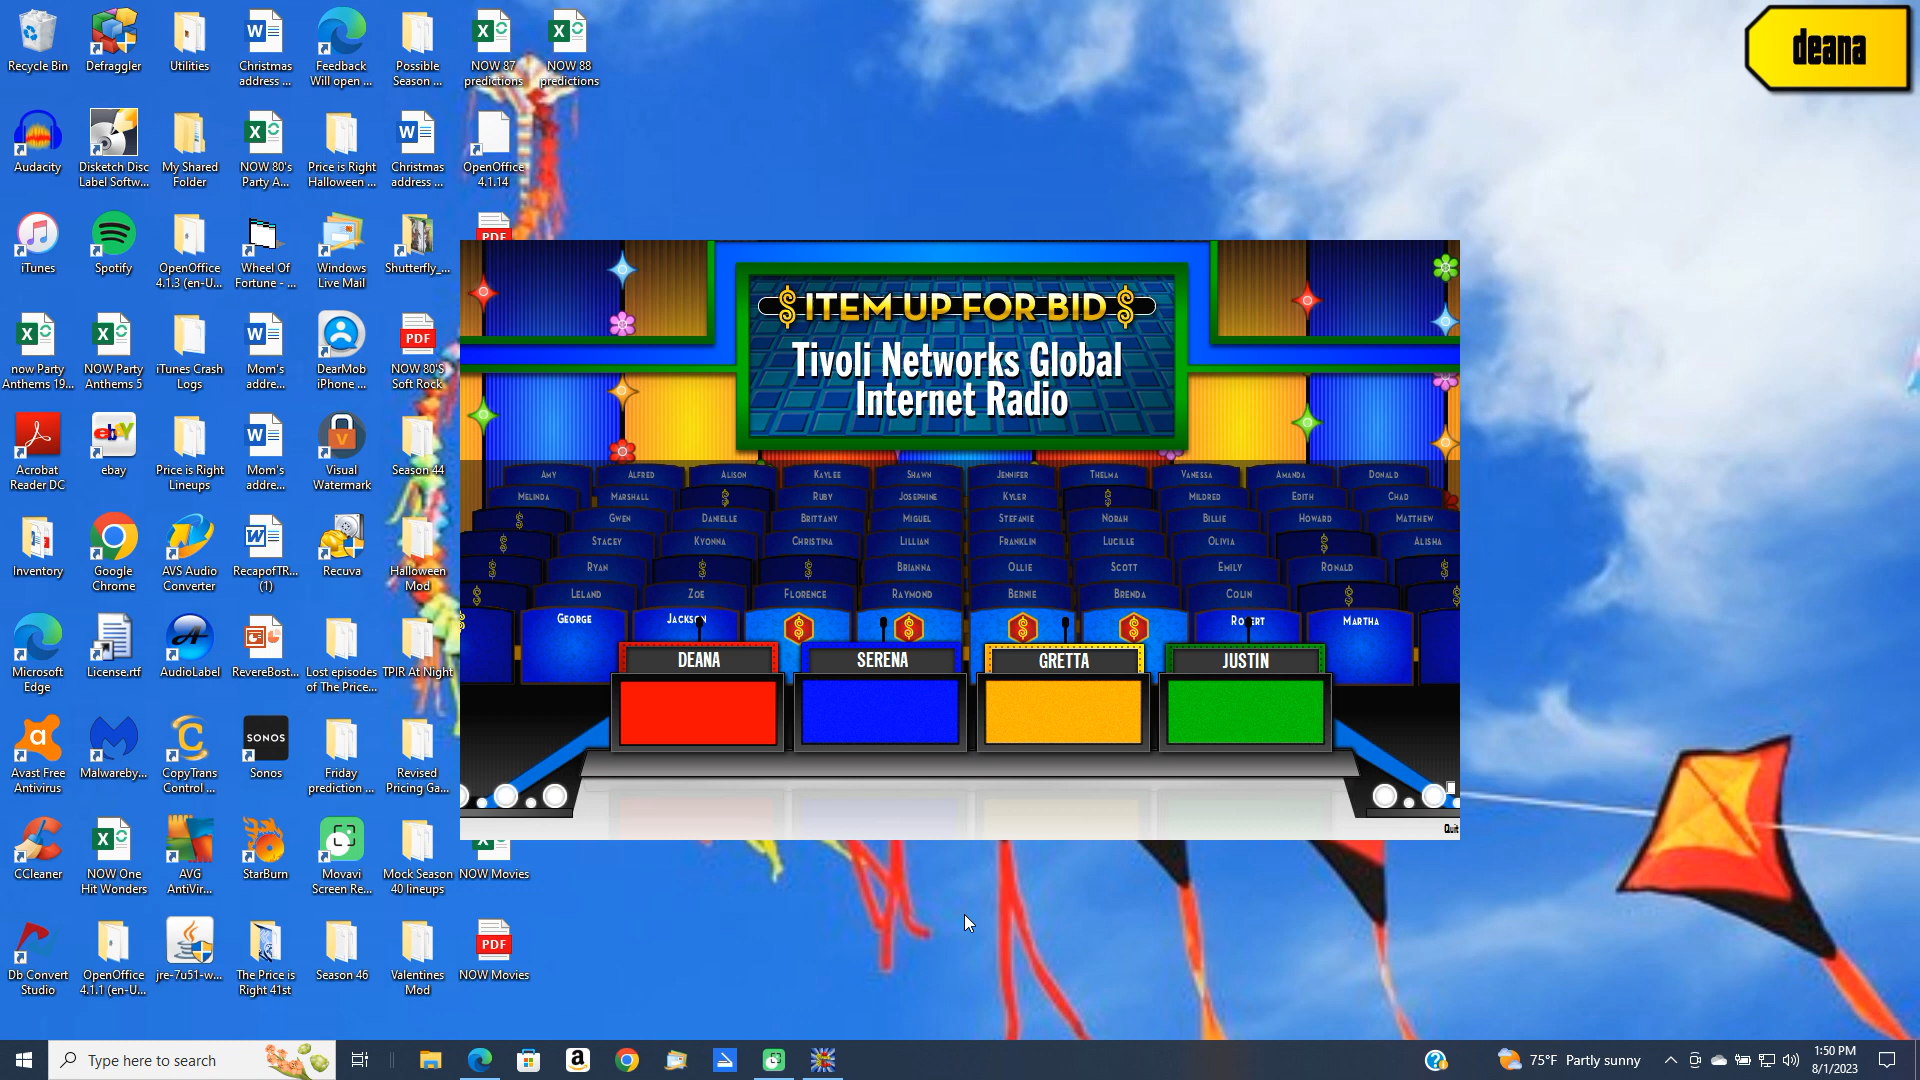 Recycle Bin
Defraggler
Utilities
Christmas
address ...
Feedback
Will open ...
Possible
Season ...
NOW 87
predictions
NOW 88
predictions
deana
Audacity
Disketch Disc
Label Softw...
My Shared
Folder
NOW 80's
Party A...
Price is Right
Halloween ...
Christmas
address ...
OpenOffice
4.1.14
iTunes
Spotify
OpenOffice
4.1.3 (en-U...
Wheel Of
Fortune - ...
Windows
Live Mail
Shutterfly_...
PDF
now Party
Anthems 19...
NOW Party
Anthems 5
iTunes Crash
Logs
Mom's
addre...
DearMob
iPhone ...
PDF
NOW 80'S
Soft Rock
Acrobat
Reader DC
ebay
ebay
Price is Right
Lineups
Mom's
addre...
Visual
Watermark
Season 44
Inventory
Google
Chrome
AVS Audio
Converter
RecapofTR...
(1)
Recuva
Halloween
Mod
Microsoft
Edge
License.rtf
AudioLabel
RevereBost...
Lost episodes
of The Price...
TPIR At Night
Avast Free
Antivirus
Malwareby...
CopyTrans
Control ...
SONOS
Sonos
Friday
prediction ...
Revised
Pricing Ga...
CCleaner
NOW One
Hit Wonders
AVG
AntiVir...
StarBurn
Movavi
Screen Re...
Mock Season
40 lineups
NOW Movies
Db Convert
Studio
OpenOffice
4.1.1 (en-U...
jre-7u51-w...
The Price is
Right 41st
Season 46
Valentines
Mod
PDF
NOW Movies
$ ITEM UP FOR BID $
Tivoli Networks Global
Internet Radio
AMY ALFRED ALISON KAYLEE SHAWN JENNIFER THELMA VANESSA AMANDA DONALD
MELINDA MARSHALL $ RUBY JOSEPHINE KYLER $ MILDRED EDITH CHAD
$ GWEN DANIELLE BRITTANY MIGUEL STEFANIE NORAH BILLIE HOWARD MATTHEW
$ STACEY KYONNA CHRISTINA LILLIAN FRANKLIN LUCILLE OLIVIA $ ALISHA
$ RYAN $ $ BRIANNA OLLIE SCOTT EMILY RONALD $
$ LELAND ZOE FLORENCE RAYMOND BERNIE BRENDA COLIN $ $
GEORGE JACKSON $ $ $ $ ROBERT MARTHA
DEANA SERENA GRETTA JUSTIN
Quit
Type here to search
75°F Partly sunny
1:50 PM
8/1/2023